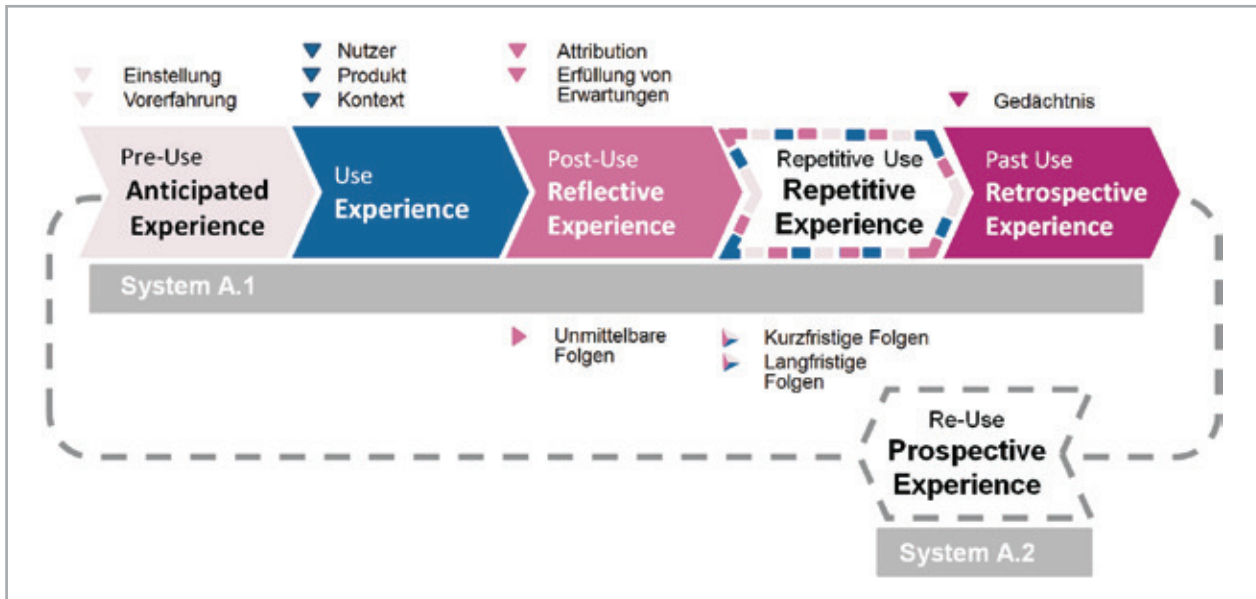 Einstellung
Vorerfahrung
Nutzer
Produkt
Kontext
Attribution
Erfüllung von
Erwartungen
Gedächtnis
Pre-Use
Anticipated
Experience
Use
Experience
Post-Use
Reflective
Experience
Repetitive Use
Repetitive
Experience
Past Use
Retrospective
Experience
System A.1
Unmittelbare
Folgen
Kurzfristige Folgen
Langfristige
Folgen
Re-Use
Prospective
Experience
System A.2